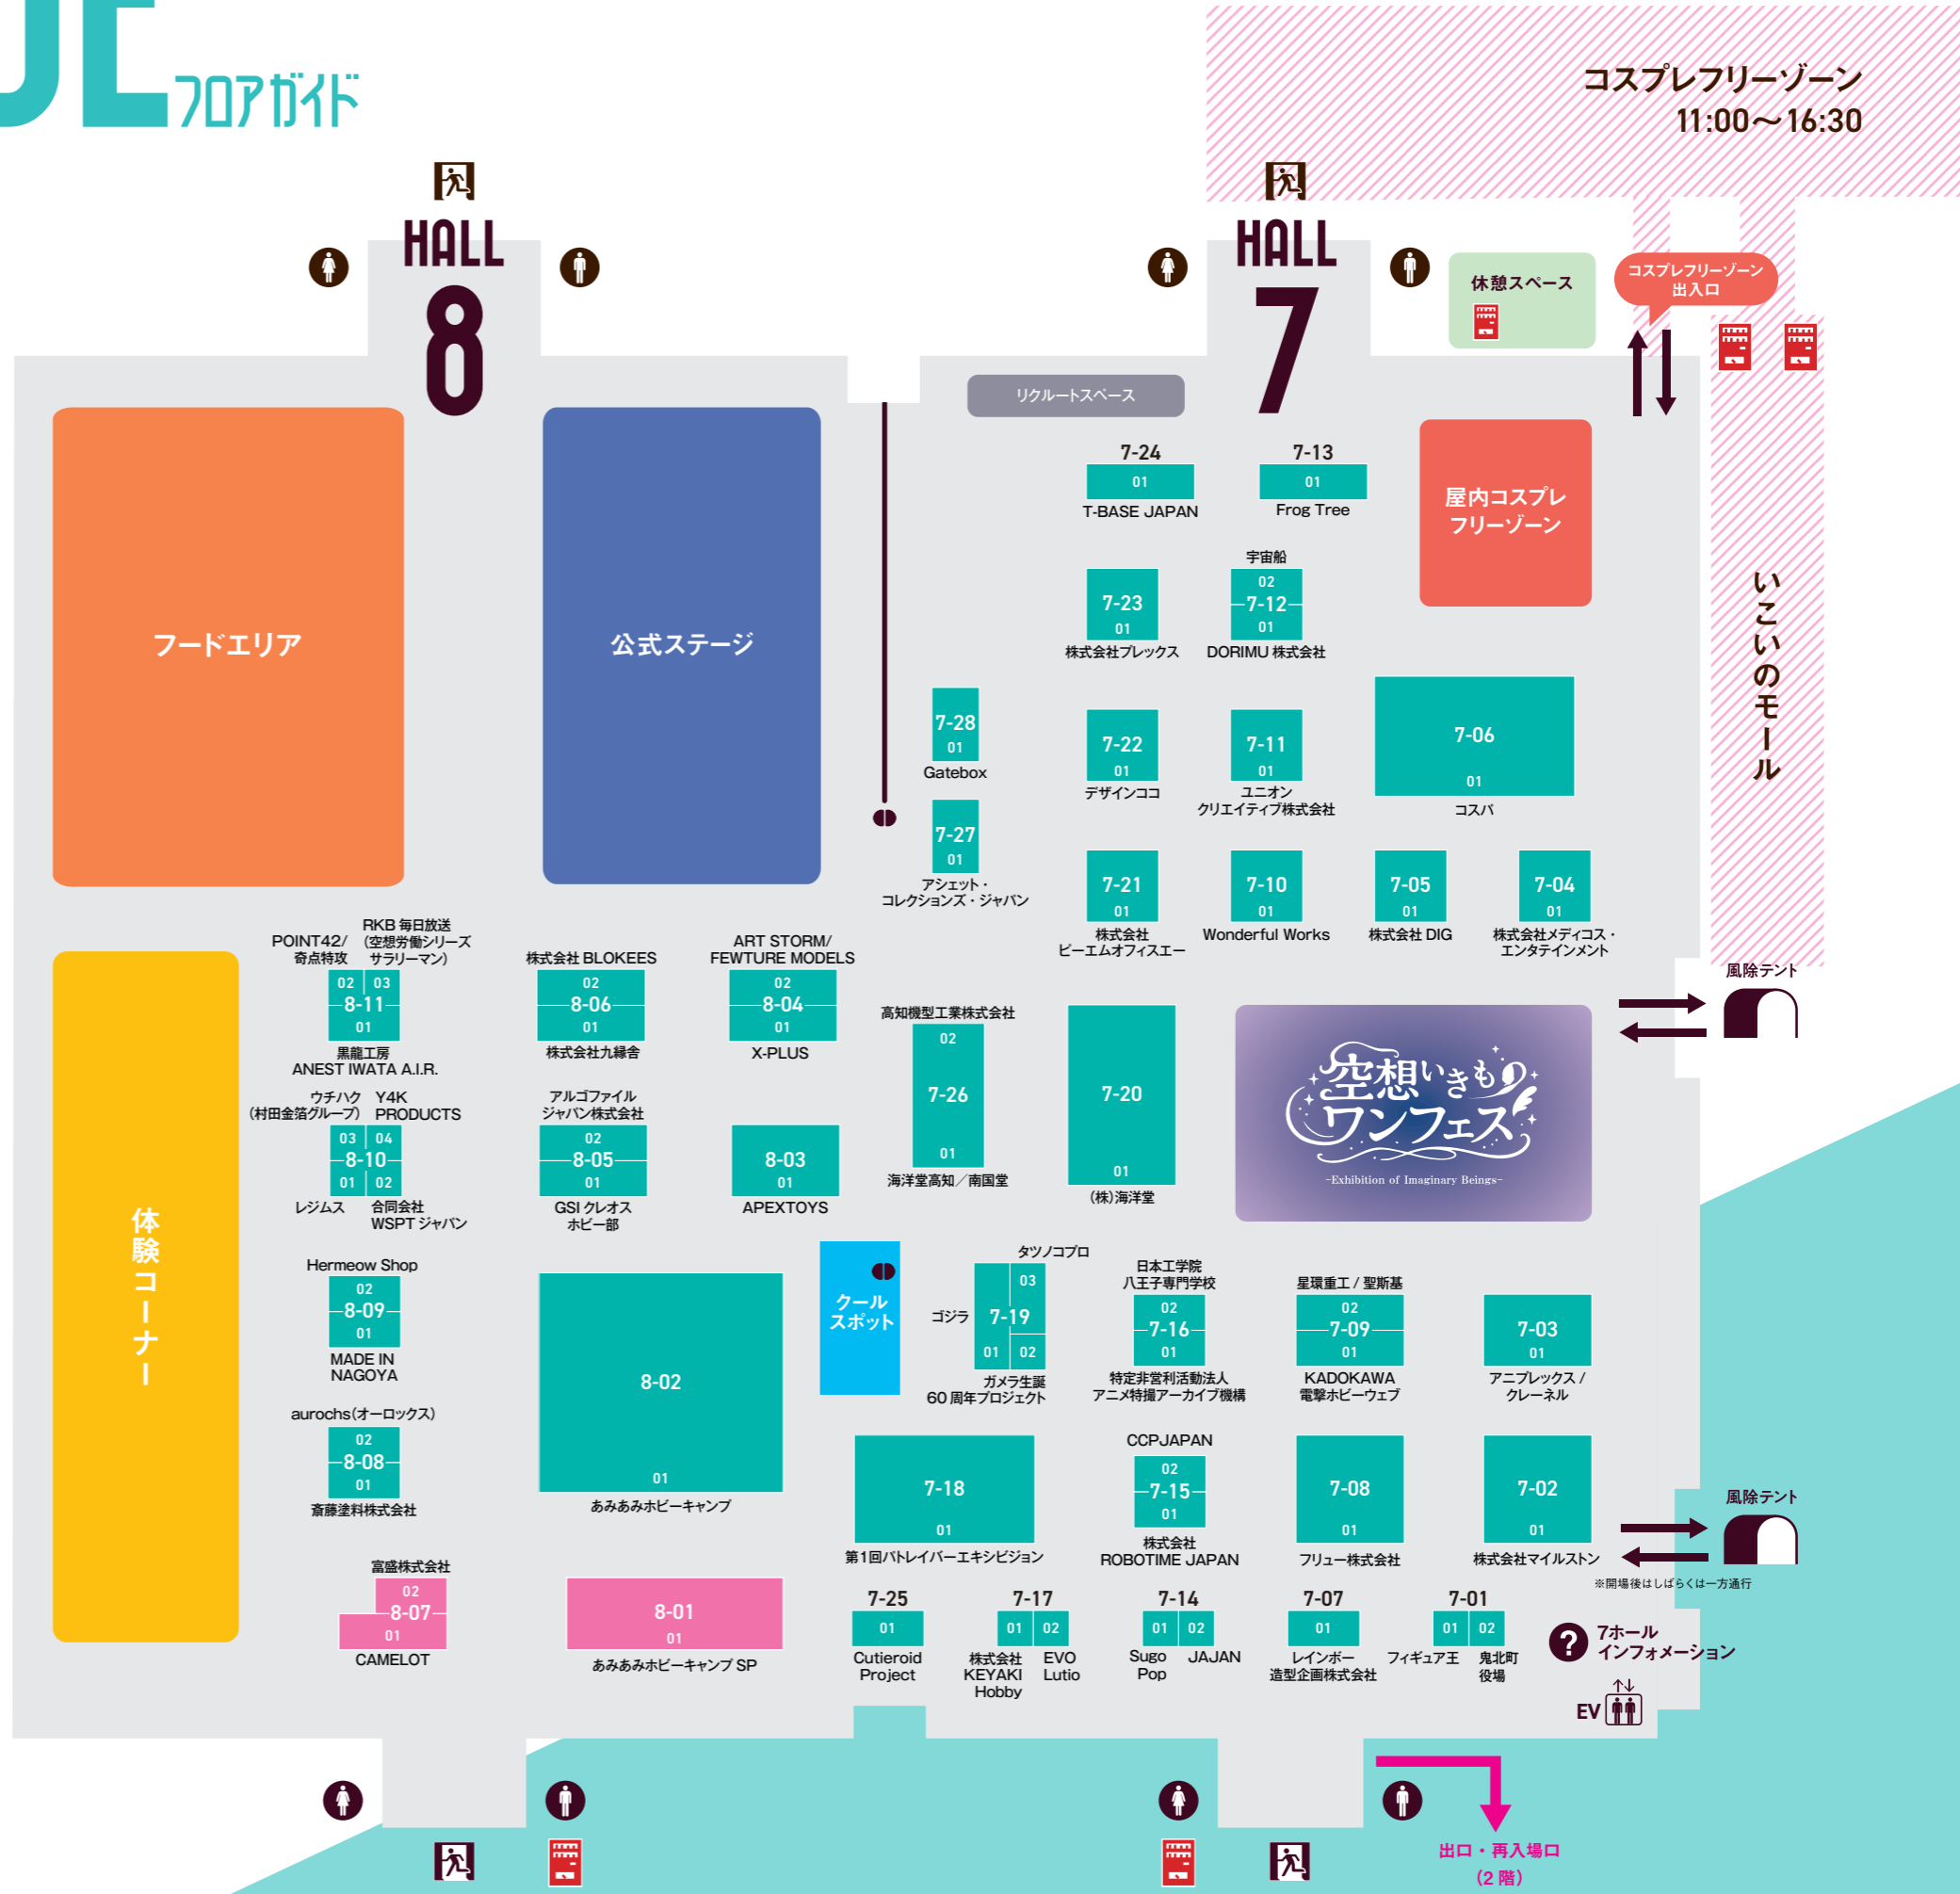 フロアガイド
コスプレフリーゾーン
11:00〜16:30
HALL
8
HALL
7
休憩スペース
コスプレフリーゾーン
出入口
リクルートスペース
いこいのモール
フードエリア
公式ステージ
屋内コスプレ
フリーゾーン
7-24
01
T-BASE JAPAN
7-13
01
Frog Tree
7-23
01
株式会社プレックス
宇宙船
02
7-12
01
DORIMU 株式会社
7-28
01
Gatebox
7-22
01
デザインココ
7-11
01
ユニオン
クリエイティブ株式会社
7-06
01
コスパ
7-27
01
アシェット・
コレクションズ・ジャパン
7-21
01
株式会社
ピーエムオフィスエー
7-10
01
Wonderful Works
7-05
01
株式会社 DIG
7-04
01
株式会社メディコス・
エンタテインメント
風除テント
体験コーナー
POINT42/
奇点特攻
RKB 毎日放送
(空想労働シリーズ
サラリーマン)
02 03
8-11
01
黒龍工房
ANEST IWATA A.I.R.
株式会社 BLOKEES
02
8-06
01
株式会社九縁舎
ART STORM/
FEWTURE MODELS
02
8-04
01
X-PLUS
高知機型工業株式会社
02
7-26
01
海洋堂高知／南国堂
7-20
01
(株)海洋堂
空想いきもの
ワンフェス
-Exhibition of Imaginary Beings-
ウチハク
(村田金箔グループ)
Y4K
PRODUCTS
03 04
8-10
01 02
レジムス
合同会社
WSPT ジャパン
アルゴファイル
ジャパン株式会社
02
8-05
01
GSI クレオス
ホビー部
8-03
01
APEXTOYS
Hermeow Shop
02
8-09
01
MADE IN
NAGOYA
8-02
01
あみあみホビーキャンプ
クール
スポット
タツノコプロ
ゴジラ
03
7-19
01 02
ガメラ生誕
60 周年プロジェクト
日本工学院
八王子専門学校
02
7-16
01
特定非営利活動法人
アニメ特撮アーカイブ機構
星環重工 / 聖斯基
02
7-09
01
KADOKAWA
電撃ホビーウェブ
7-03
01
アニプレックス /
クレーネル
aurochs(オーロックス)
02
8-08
01
斎藤塗料株式会社
7-18
01
第1回パトレイバーエキシビジョン
CCPJAPAN
02
7-15
01
株式会社
ROBOTIME JAPAN
7-08
01
フリュー株式会社
7-02
01
株式会社マイルストン
風除テント
※開場後はしばらくは一方通行
富盛株式会社
02
8-07
01
CAMELOT
8-01
01
あみあみホビーキャンプ SP
7-25
01
Cutieroid
Project
7-17
01 02
株式会社
KEYAKI
Hobby
EVO
Lutio
7-14
01 02
Sugo
Pop
JAJAN
7-07
01
レインボー
造型企画株式会社
7-01
01 02
フィギュア王
鬼北町
役場
?
7ホール
インフォメーション
EV
出口・再入場口
(2 階)